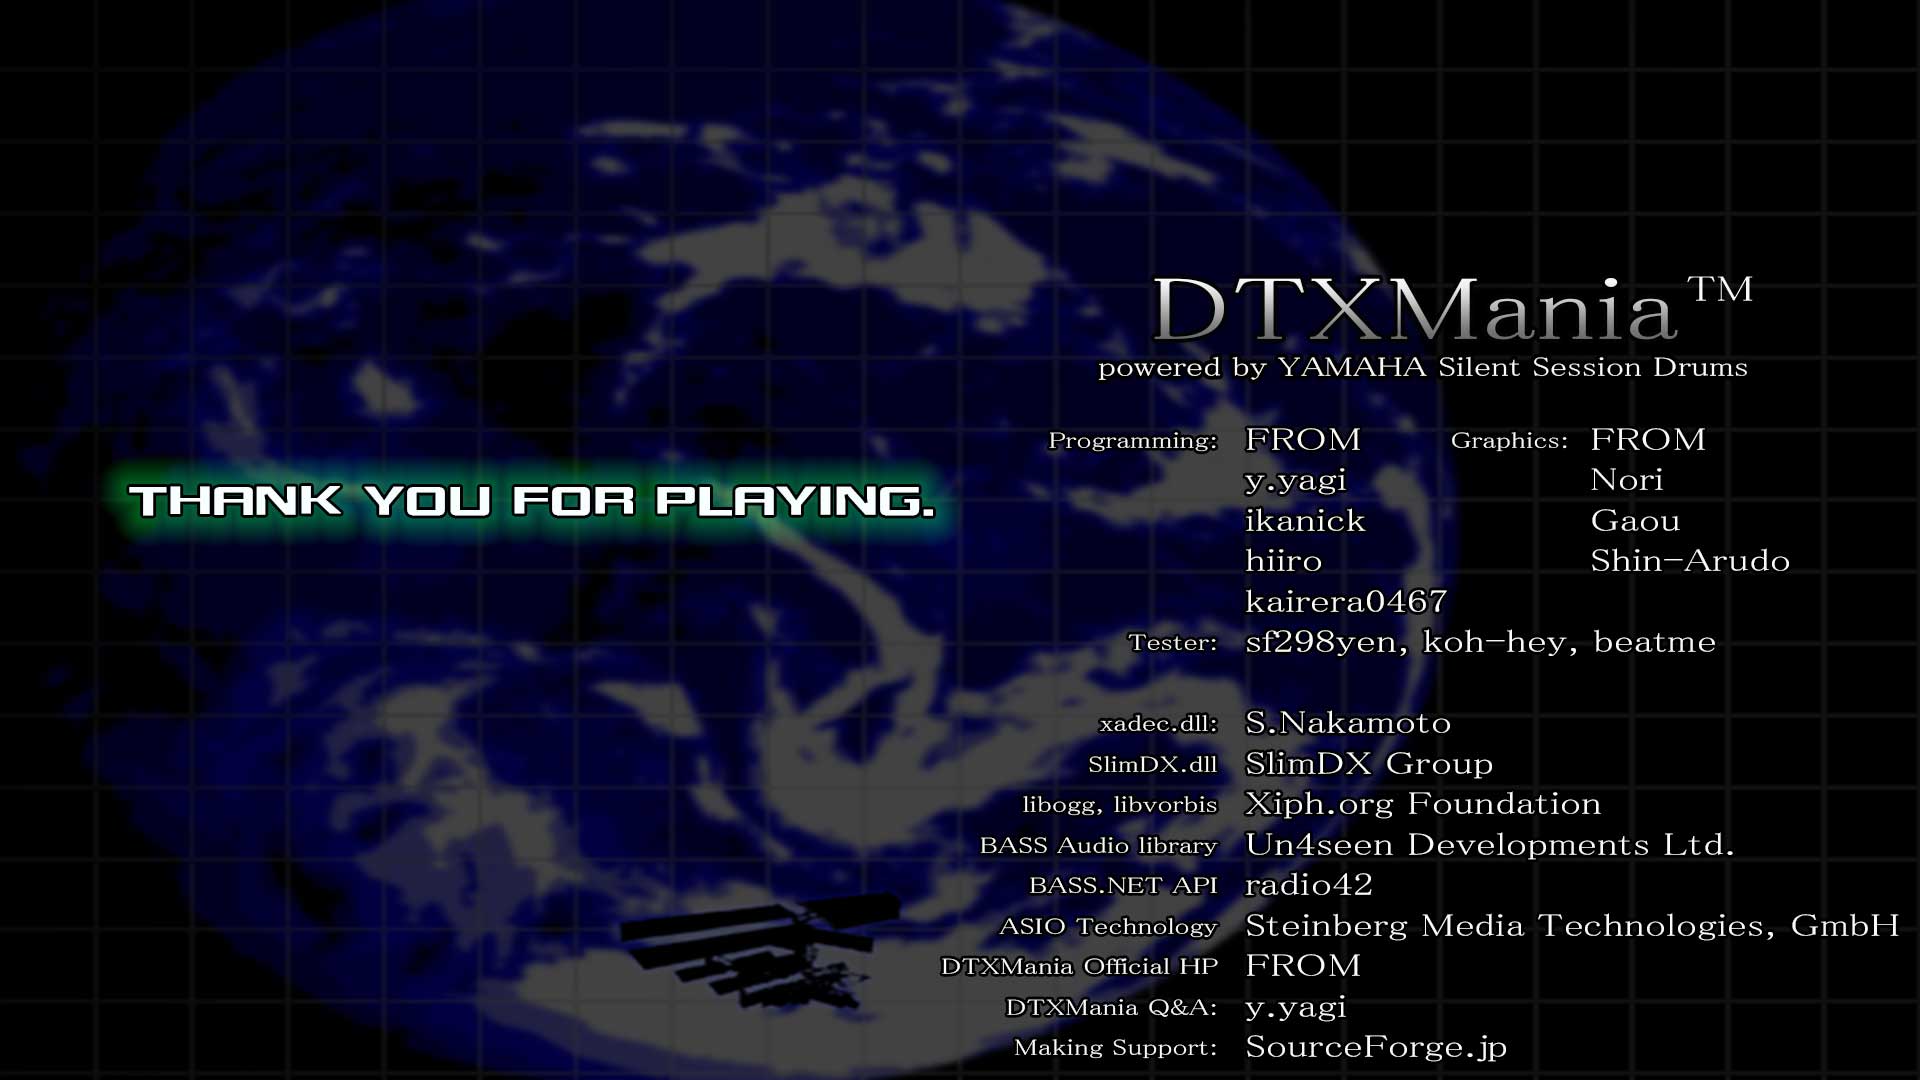 DTXMania™
powered by YAMAHA Silent Session Drums
THANK YOU FOR PLAYING.
Programming: FROM Graphics: FROM
y.yagi Nori
ikanick Gaou
hiiro Shin-Arudo
kairera0467
Tester: sf298yen, koh-hey, beatme
xadec.dll: S.Nakamoto
SlimDX.dll SlimDX Group
libogg, libvorbis Xiph.org Foundation
BASS Audio library Un4seen Developments Ltd.
BASS.NET API radio42
ASIO Technology Steinberg Media Technologies, GmbH
DTXMania Official HP FROM
DTXMania Q&A: y.yagi
Making Support: SourceForge.jp